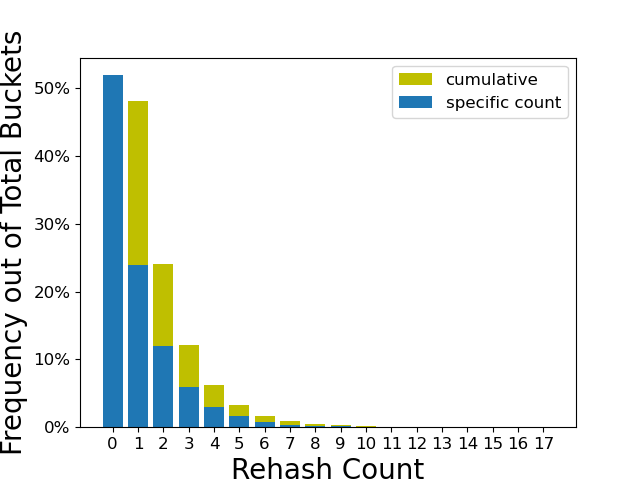 Frequency out of Total Buckets
50%
40%
30%
20%
10%
0%
cumulative
specific count
0 1 2 3 4 5 6 7 8 9 10 11 12 13 14 15 16 17
Rehash Count